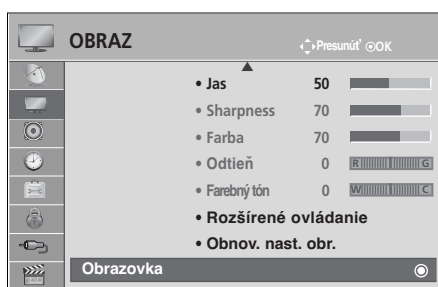 OBRAZ Presunúť OK
• Jas 50
• Sharpness 70
• Farba 70
• Odtieň 0 R G
• Farebný tón 0 W C
• Rozšírené ovládanie
• Obnov. nast. obr.
Obrazovka